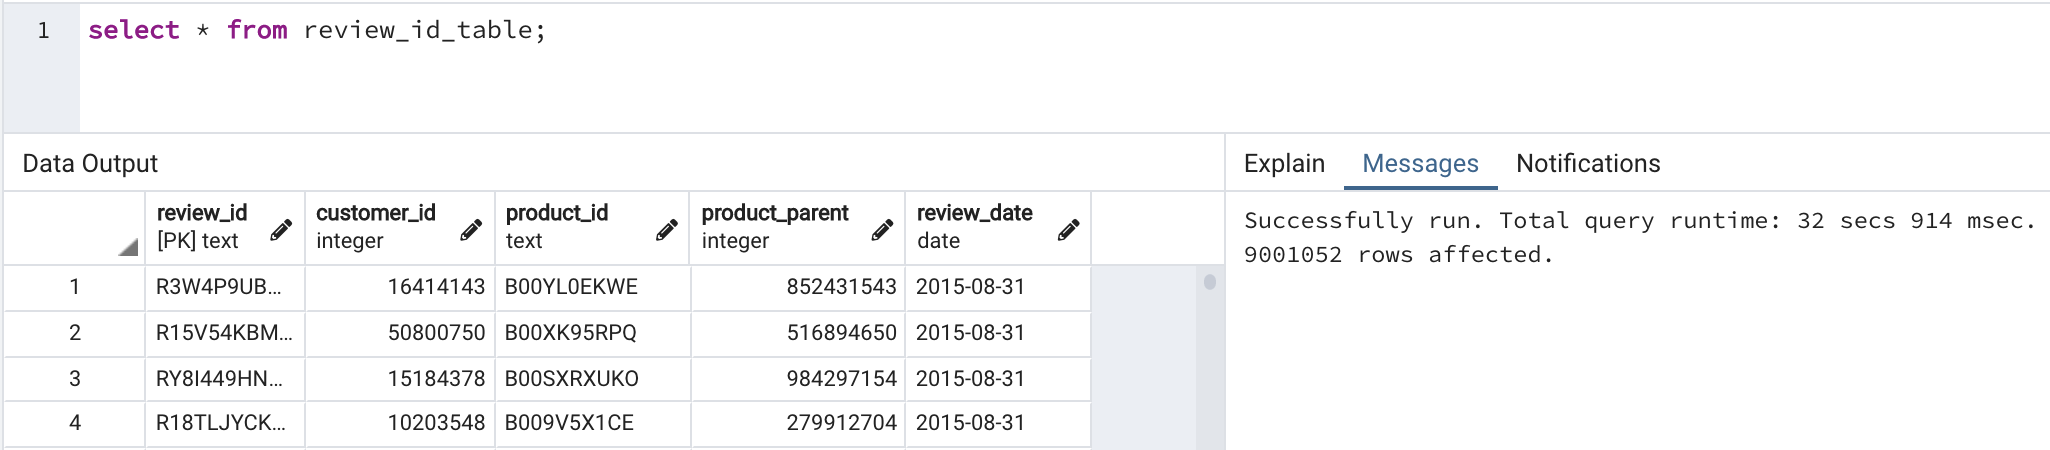 1 select * from review_id_table;
Data Output
Explain Messages Notifications
review_id customer_id product_id product_parent review_date
[PK] text integer text integer date
1 R3W4P9UB... 16414143 B00YL0EKWE 852431543 2015-08-31
2 R15V54KBM... 50800750 B00XK95RPQ 516894650 2015-08-31
3 RY8I449HN... 15184378 B00SXRXUKO 984297154 2015-08-31
4 R18TLJYCK... 10203548 B009V5X1CE 279912704 2015-08-31
Successfully run. Total query runtime: 32 secs 914 msec.
9001052 rows affected.